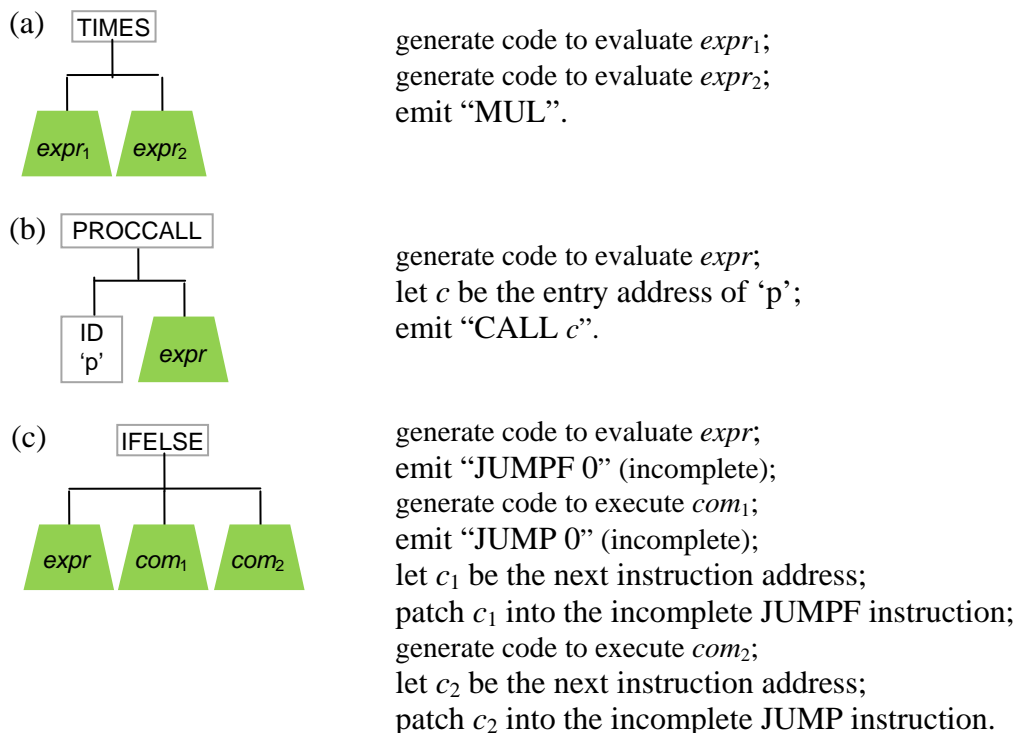 (a)
TIMES
expr₁ expr₂
generate code to evaluate expr₁;
generate code to evaluate expr₂;
emit “MUL”.
(b)
PROCCALL
ID
‘p’
expr
generate code to evaluate expr;
let c be the entry address of ‘p’;
emit “CALL c”.
(c)
IFELSE
expr com₁ com₂
generate code to evaluate expr;
emit “JUMPF 0” (incomplete);
generate code to execute com₁;
emit “JUMP 0” (incomplete);
let c₁ be the next instruction address;
patch c₁ into the incomplete JUMPF instruction;
generate code to execute com₂;
let c₂ be the next instruction address;
patch c₂ into the incomplete JUMP instruction.